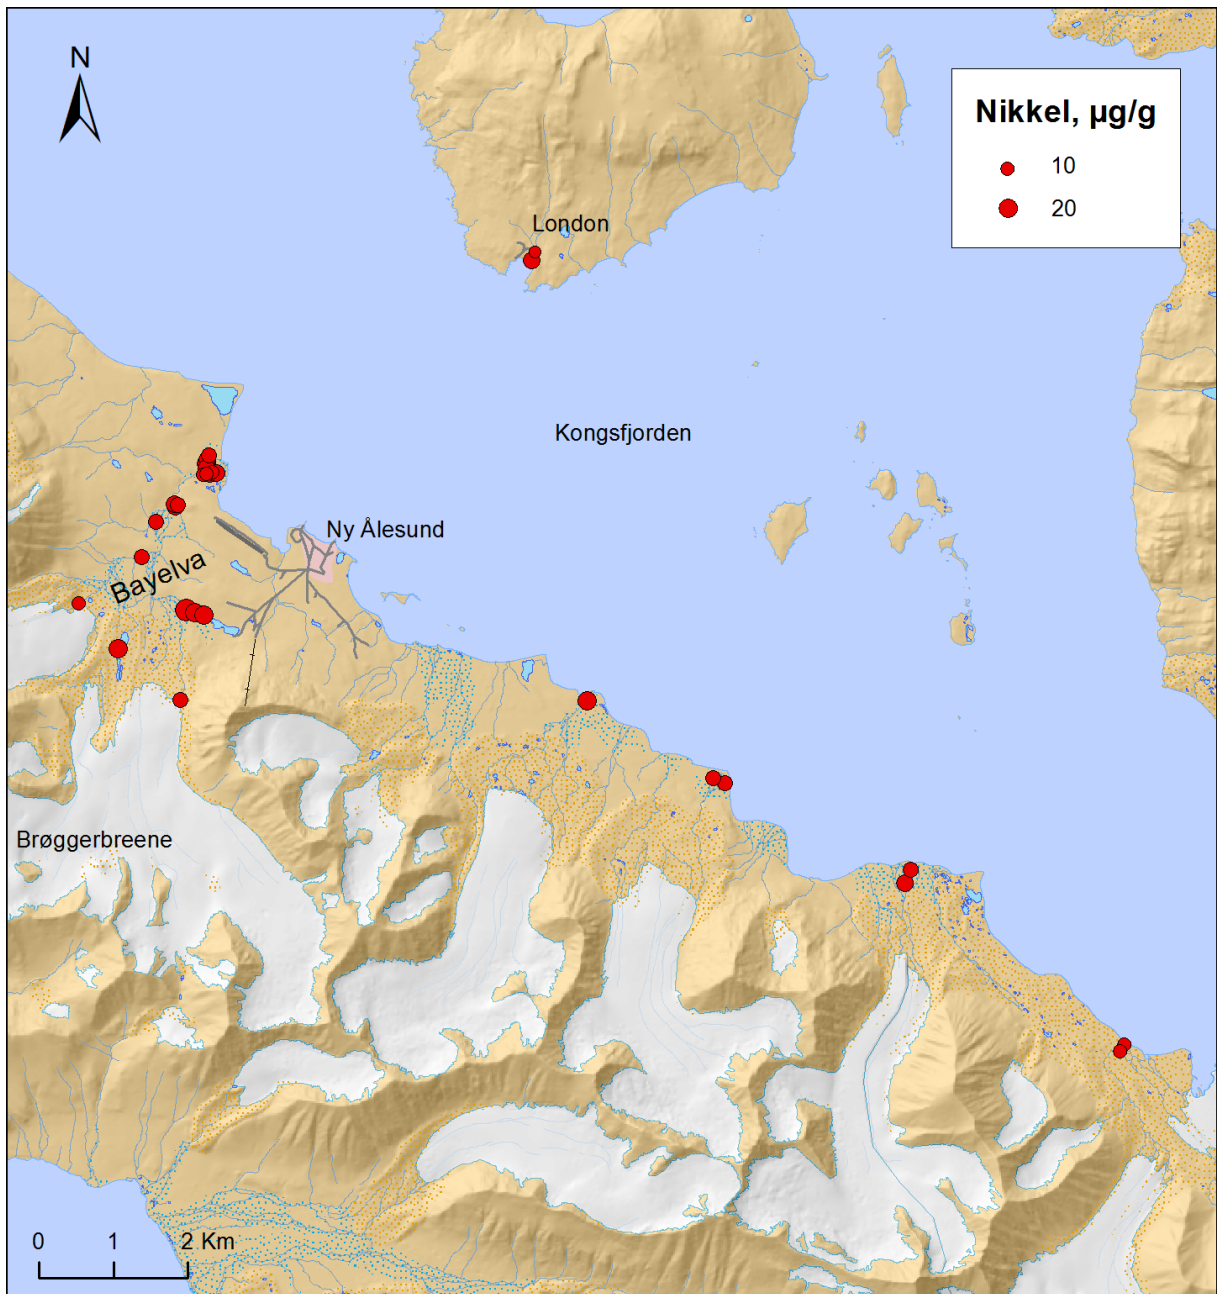 N
Nikkel, µg/g
10
20
London
Kongsfjorden
Ny Ålesund
Bayelva
Brøggerbreene
0 1 2 Km